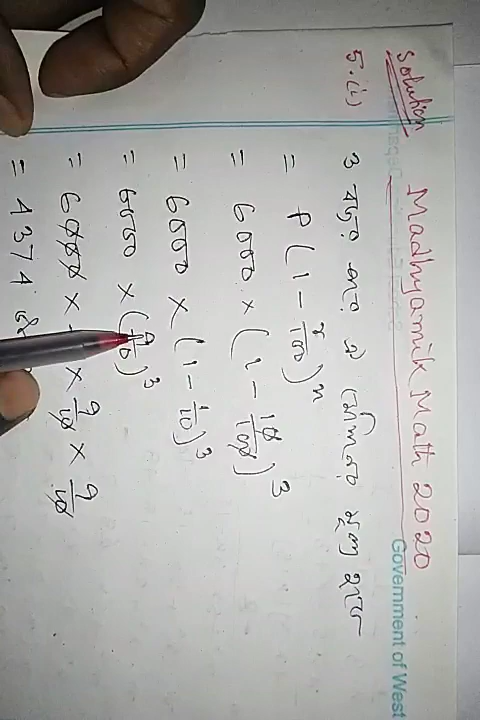 Solution Madhyamik Math 2020
Government of West
5.(i) 3 বছর পরে ঐ মেশিনের মূল্য হবে
= P(1 - r/100)ⁿ
= 6000 × (1 - 10/100)³
= 6000 × (1 - 1/10)³
= 6000 × (9/10)³
= 6000 × × 9/10 × 9/10
= 4374